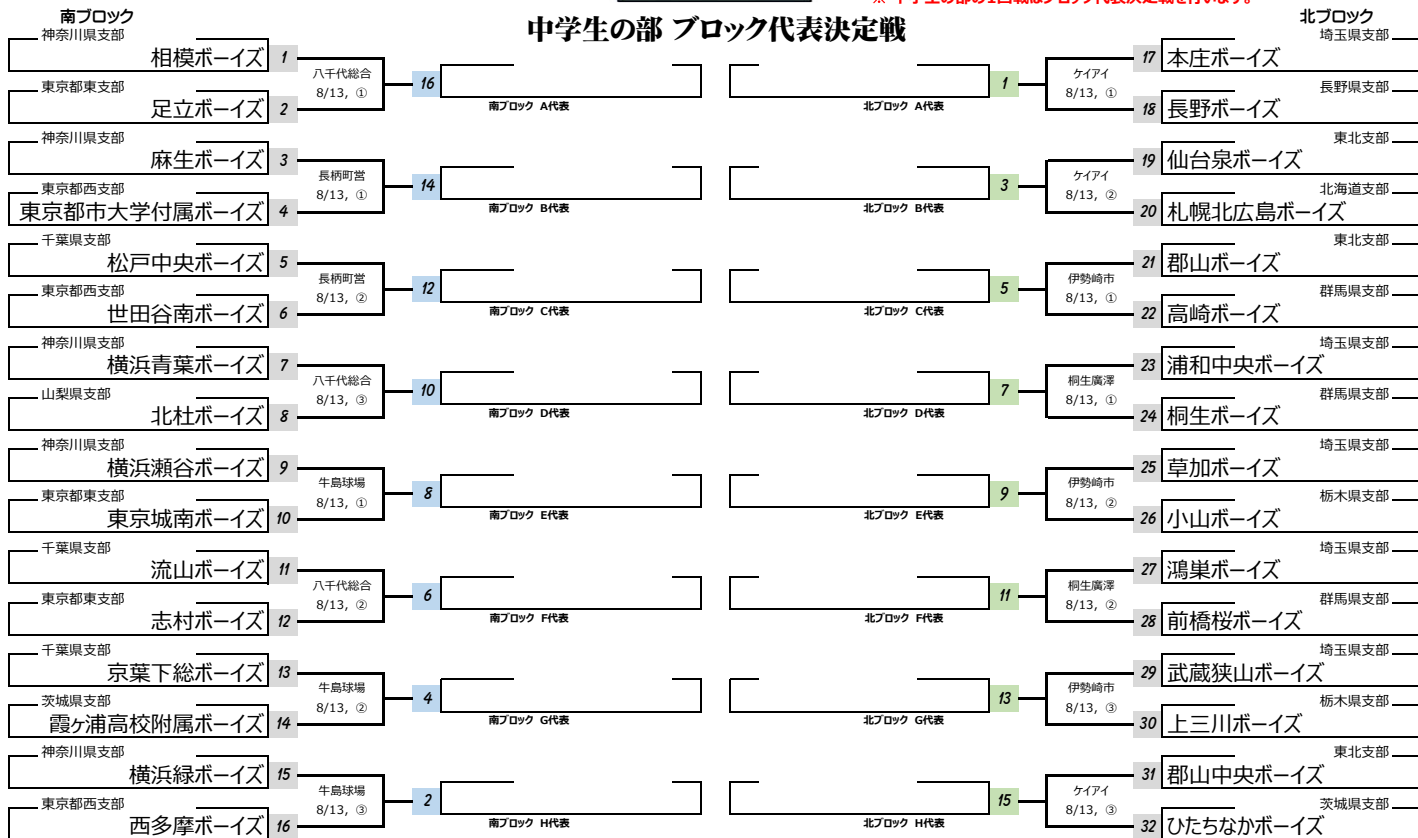 ※ 中学生の部の1回戦はブロック代表決定戦を行います。
中学生の部 ブロック代表決定戦
南ブロック
神奈川県支部
相模ボーイズ 1
東京都東支部
足立ボーイズ 2
八千代総合
8/13, ①
16
南ブロック A代表
神奈川県支部
麻生ボーイズ 3
東京都西支部
東京都市大学付属ボーイズ 4
長柄町営
8/13, ①
14
南ブロック B代表
千葉県支部
松戸中央ボーイズ 5
東京都西支部
世田谷南ボーイズ 6
長柄町営
8/13, ②
12
南ブロック C代表
神奈川県支部
横浜青葉ボーイズ 7
山梨県支部
北杜ボーイズ 8
八千代総合
8/13, ③
10
南ブロック D代表
神奈川県支部
横浜瀬谷ボーイズ 9
東京都東支部
東京城南ボーイズ 10
牛島球場
8/13, ①
8
南ブロック E代表
千葉県支部
流山ボーイズ 11
東京都東支部
志村ボーイズ 12
八千代総合
8/13, ②
6
南ブロック F代表
千葉県支部
京葉下総ボーイズ 13
茨城県支部
霞ヶ浦高校附属ボーイズ 14
牛島球場
8/13, ②
4
南ブロック G代表
神奈川県支部
横浜緑ボーイズ 15
東京都西支部
西多摩ボーイズ 16
牛島球場
8/13, ③
2
南ブロック H代表
北ブロック
埼玉県支部
17 本庄ボーイズ
長野県支部
18 長野ボーイズ
ケイアイ
8/13, ①
1
北ブロック A代表
東北支部
19 仙台泉ボーイズ
北海道支部
20 札幌北広島ボーイズ
ケイアイ
8/13, ②
3
北ブロック B代表
東北支部
21 郡山ボーイズ
群馬県支部
22 高崎ボーイズ
伊勢崎市
8/13, ①
5
北ブロック C代表
埼玉県支部
23 浦和中央ボーイズ
群馬県支部
24 桐生ボーイズ
桐生廣澤
8/13, ①
7
北ブロック D代表
埼玉県支部
25 草加ボーイズ
栃木県支部
26 小山ボーイズ
伊勢崎市
8/13, ②
9
北ブロック E代表
埼玉県支部
27 鴻巣ボーイズ
群馬県支部
28 前橋桜ボーイズ
桐生廣澤
8/13, ②
11
北ブロック F代表
埼玉県支部
29 武蔵狭山ボーイズ
栃木県支部
30 上三川ボーイズ
伊勢崎市
8/13, ③
13
北ブロック G代表
東北支部
31 郡山中央ボーイズ
茨城県支部
32 ひたちなかボーイズ
ケイアイ
8/13, ③
15
北ブロック H代表